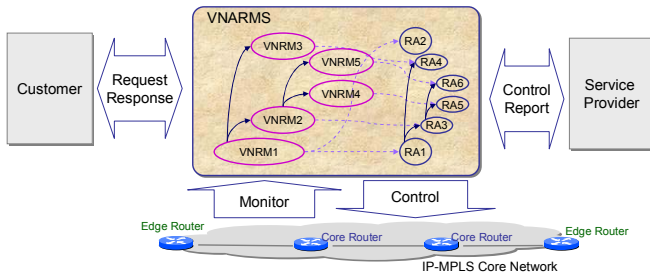 VNARMS
Customer
Request
Response
VNRM3
VNRM5
VNRM4
VNRM2
VNRM1
RA2
RA4
RA6
RA5
RA3
RA1
Control
Report
Service
Provider
Monitor
Control
Edge Router
Core Router
Core Router
Edge Router
IP-MPLS Core Network